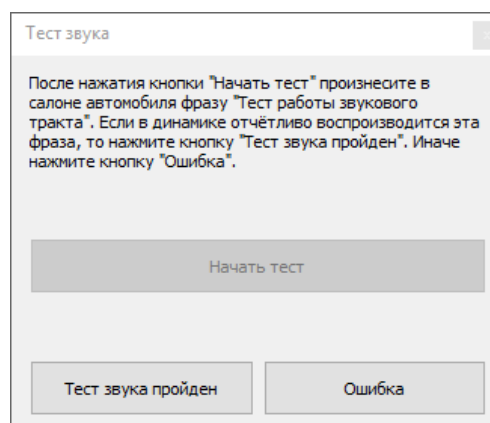 Тест звука
После нажатия кнопки "Начать тест" произнесите в
салоне автомобиля фразу "Тест работы звукового
тракта". Если в динамике отчётливо воспроизводится эта
фраза, то нажмите кнопку "Тест звука пройден". Иначе
нажмите кнопку "Ошибка".
Начать тест
Тест звука пройден
Ошибка